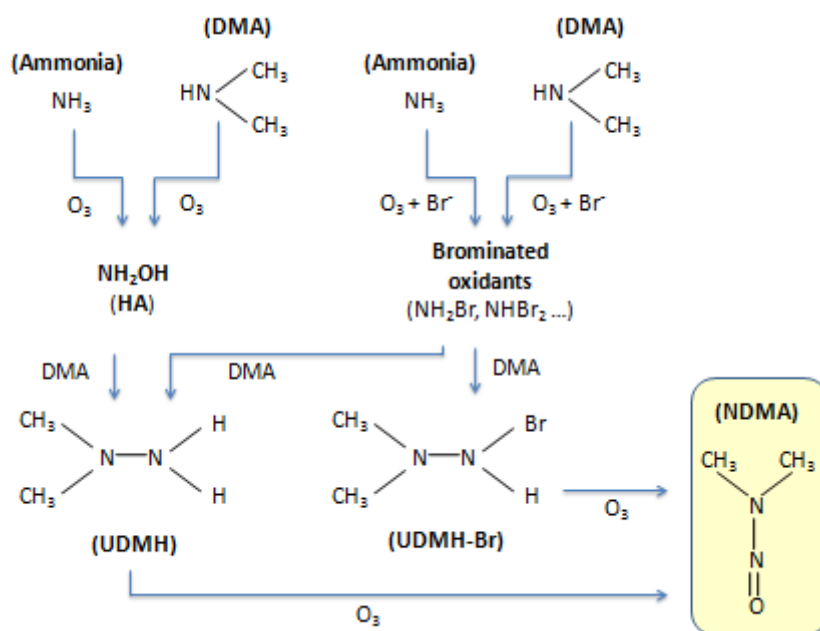 (DMA)
(DMA)
(Ammonia)
(Ammonia)
NH₃
HN
CH₃
CH₃
NH₃
HN
CH₃
CH₃
O₃
O₃
O₃ + Br⁻
O₃ + Br⁻
NH₂OH
(HA)
Brominated
oxidants
(NH₂Br, NHBr₂ ...)
DMA
DMA
DMA
CH₃
CH₃
N
N
H
H
(UDMH)
CH₃
CH₃
N
N
Br
H
(UDMH-Br)
O₃
(NDMA)
CH₃
CH₃
N
N
O
O₃